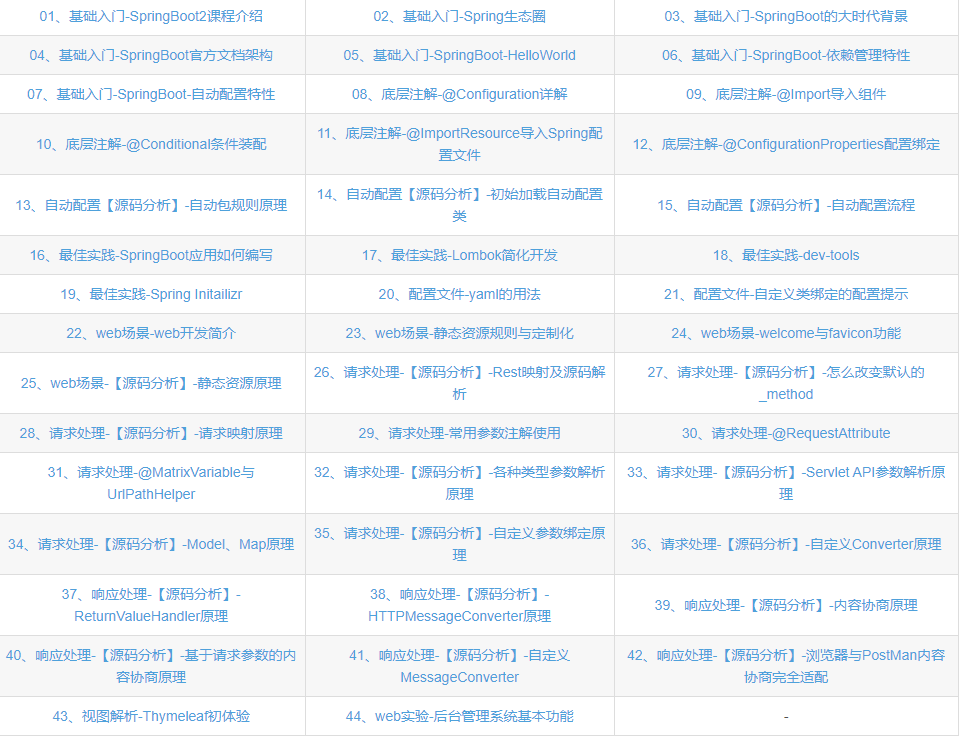 01、基础入门-SpringBoot2课程介绍
02、基础入门-Spring生态圈
03、基础入门-SpringBoot的大时代背景
04、基础入门-SpringBoot官方文档架构
05、基础入门-SpringBoot-HelloWorld
06、基础入门-SpringBoot-依赖管理特性
07、基础入门-SpringBoot-自动配置特性
08、底层注解-@Configuration详解
09、底层注解-@Import导入组件
10、底层注解-@Conditional条件装配
11、底层注解-@ImportResource导入Spring配
置文件
12、底层注解-@ConfigurationProperties配置绑定
13、自动配置【源码分析】-自动包规则原理
14、自动配置【源码分析】-初始加载自动配置
类
15、自动配置【源码分析】-自动配置流程
16、最佳实践-SpringBoot应用如何编写
17、最佳实践-Lombok简化开发
18、最佳实践-dev-tools
19、最佳实践-Spring Initailizr
20、配置文件-yaml的用法
21、配置文件-自定义类绑定的配置提示
22、web场景-web开发简介
23、web场景-静态资源规则与定制化
24、web场景-welcome与favicon功能
25、web场景-【源码分析】-静态资源原理
26、请求处理-【源码分析】-Rest映射及源码解
析
27、请求处理-【源码分析】-怎么改变默认的
_method
28、请求处理-【源码分析】-请求映射原理
29、请求处理-常用参数注解使用
30、请求处理-@RequestAttribute
31、请求处理-@MatrixVariable与
UrlPathHelper
32、请求处理-【源码分析】-各种类型参数解析
原理
33、请求处理-【源码分析】-Servlet API参数解析原
理
34、请求处理-【源码分析】-Model、Map原理
35、请求处理-【源码分析】-自定义参数绑定原
理
36、请求处理-【源码分析】-自定义Converter原理
37、响应处理-【源码分析】-
ReturnValueHandler原理
38、响应处理-【源码分析】-
HTTPMessageConverter原理
39、响应处理-【源码分析】-内容协商原理
40、响应处理-【源码分析】-基于请求参数的内
容协商原理
41、响应处理-【源码分析】-自定义
MessageConverter
42、响应处理-【源码分析】-浏览器与PostMan内容
协商完全适配
43、视图解析-Thymeleaf初体验
44、web实验-后台管理系统基本功能
-